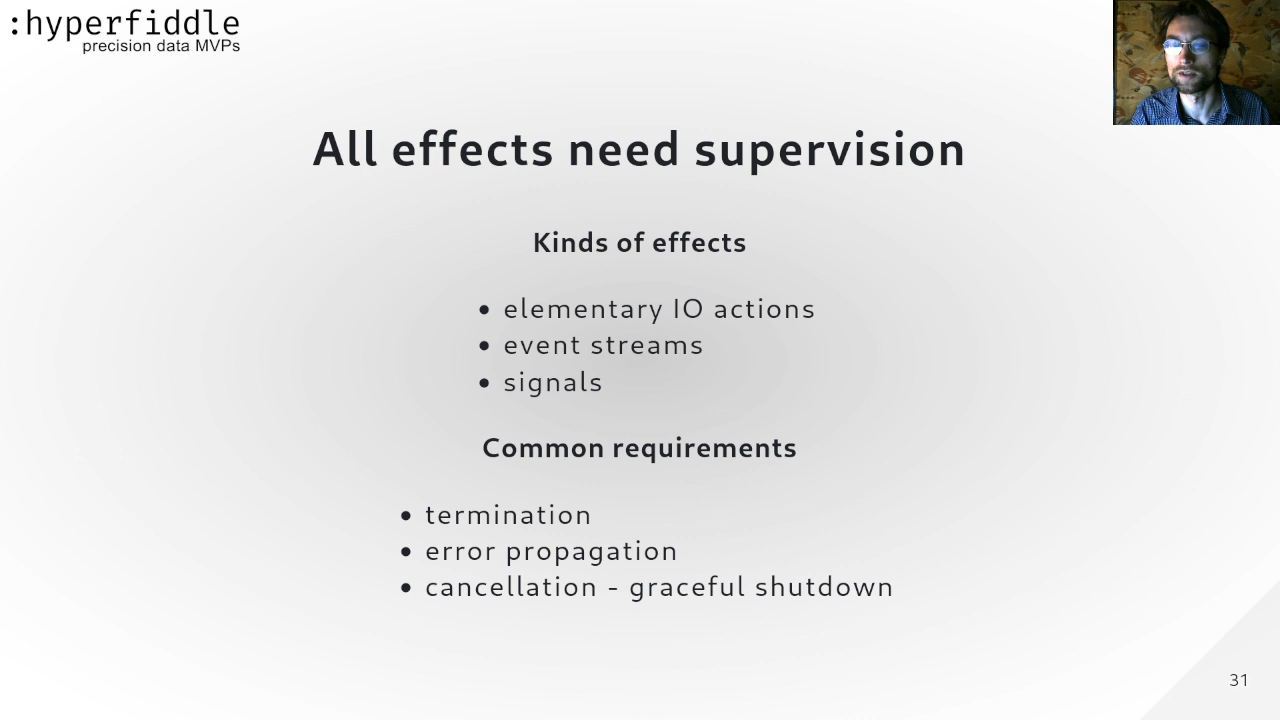 :hyperfiddle
precision data MVPs
All effects need supervision
Kinds of effects
• elementary IO actions
• event streams
• signals
Common requirements
• termination
• error propagation
• cancellation - graceful shutdown
31